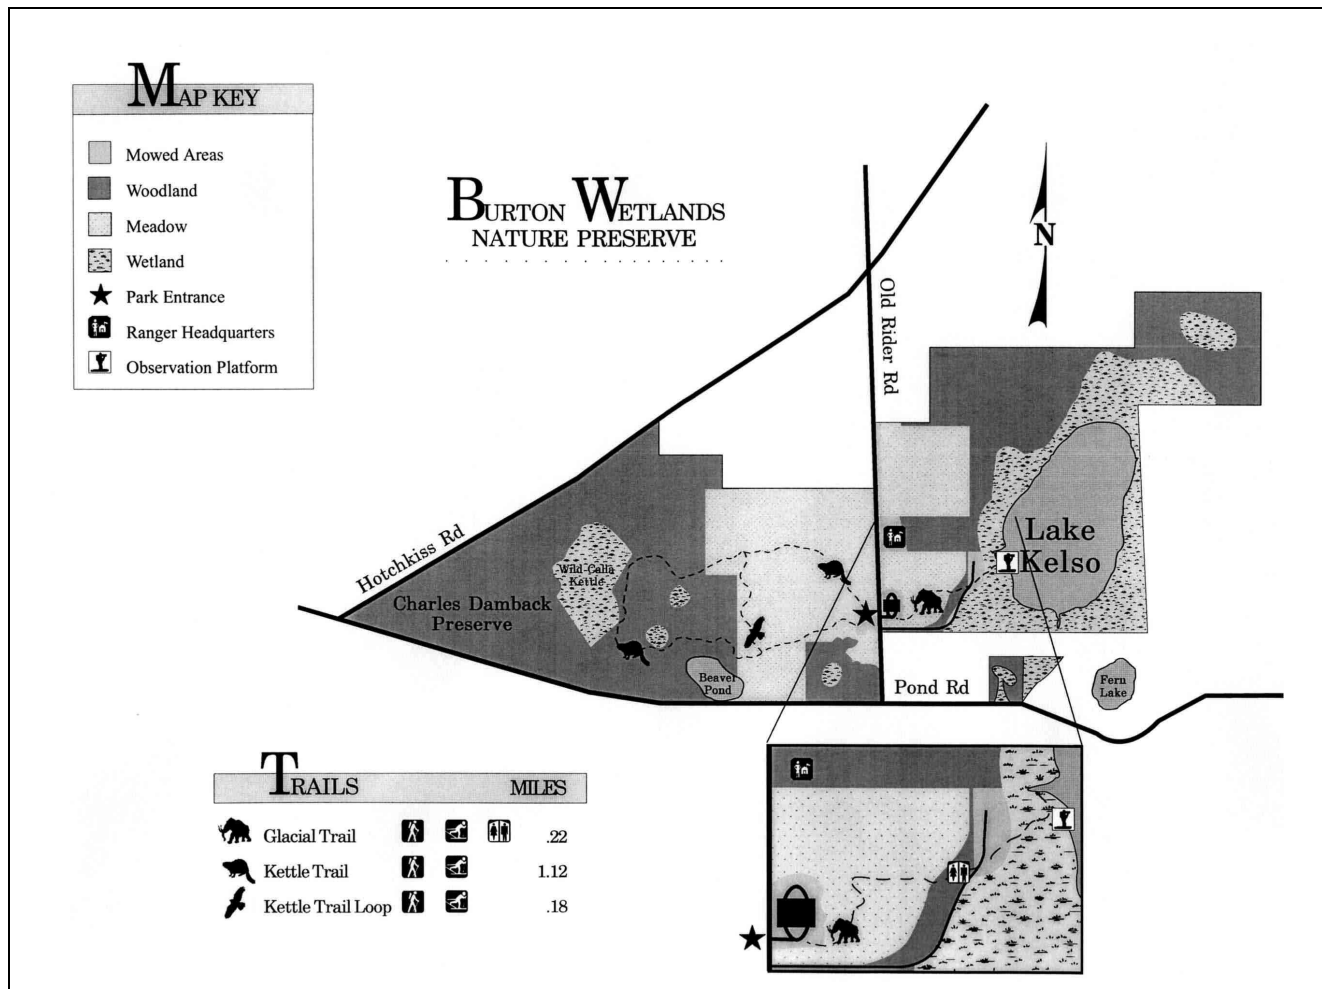 MAP KEY
Mowed Areas
Woodland
Meadow
Wetland
Park Entrance
Ranger Headquarters
Observation Platform
BURTON WETLANDS
NATURE PRESERVE
N
Old Rider Rd
Hotchkiss Rd
Wild Calla
Kettle
Charles Damback
Preserve
Lake
Kelso
Beaver
Pond
Pond Rd
Fern
Lake
TRAILS MILES
Glacial Trail .22
Kettle Trail 1.12
Kettle Trail Loop .18